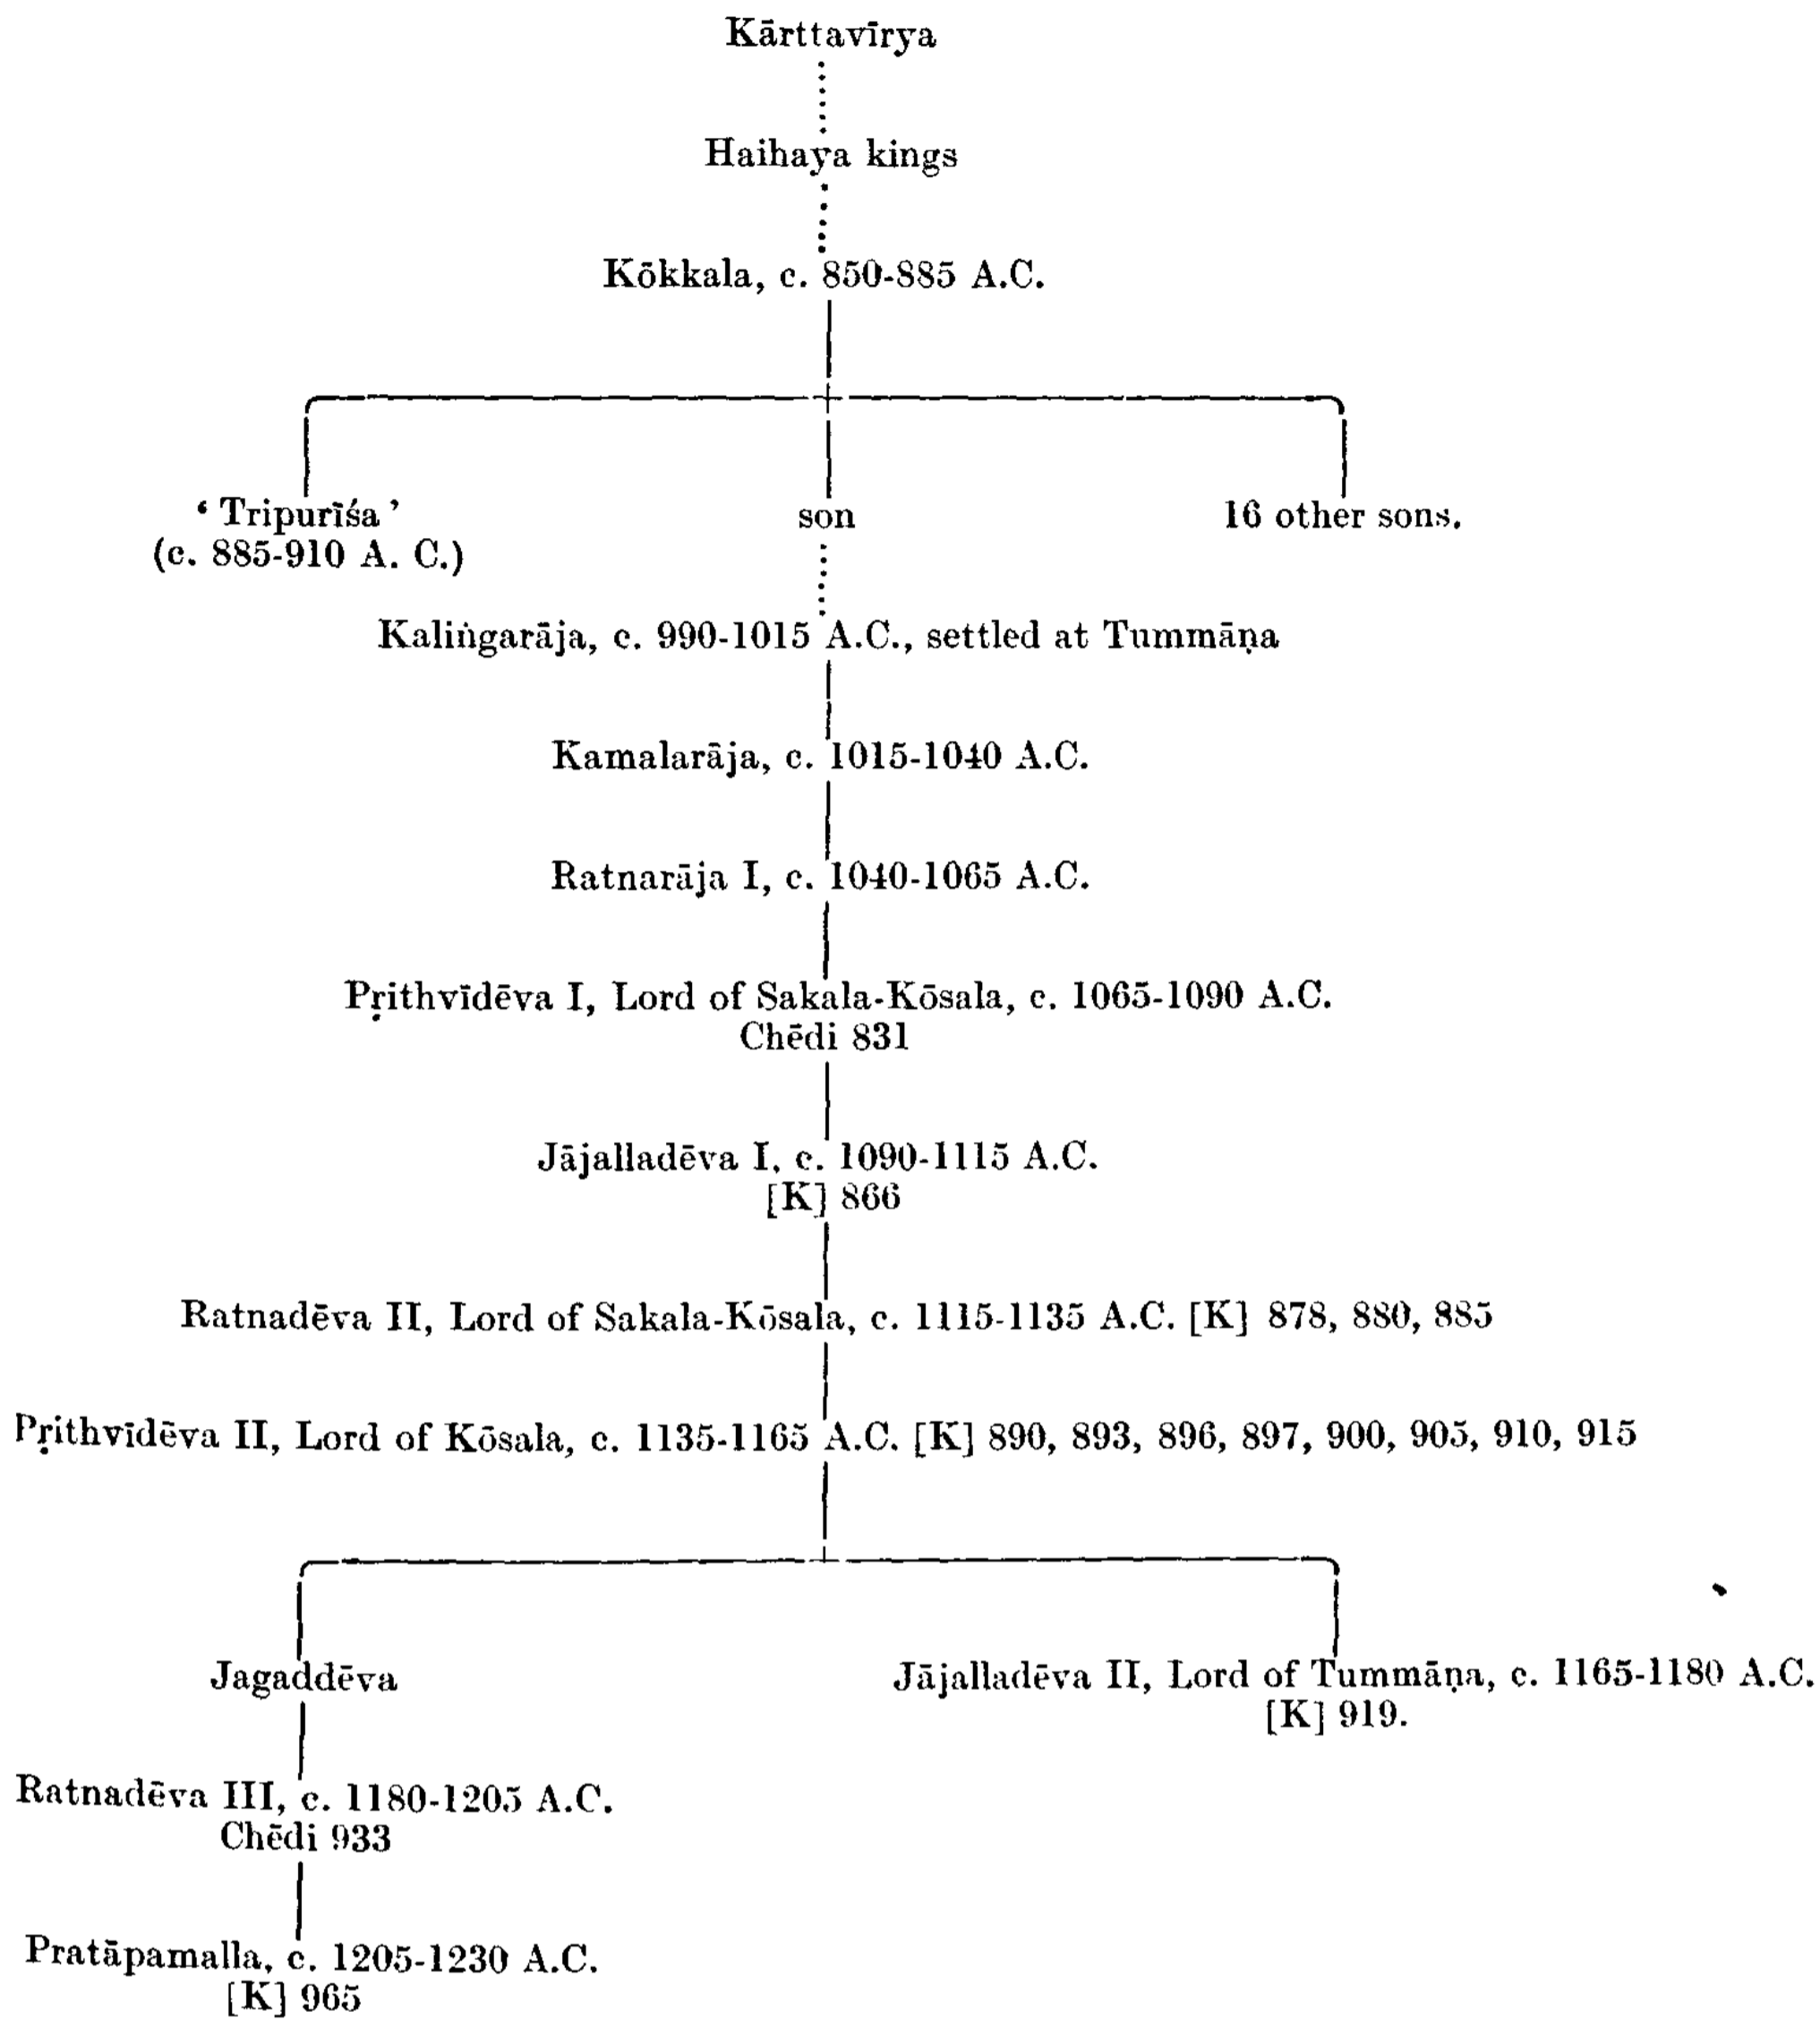 Kārttavīrya
Haihaya kings
Kōkkala, c. 850-885 A.C.
‘ Tripurīśa ’
(c. 885-910 A. C.)
son
16 other sons.
Kaliṅgarāja, c. 990-1015 A.C., settled at Tummāṇa
Kamalarāja, c. 1015-1040 A.C.
Ratnarāja I, c. 1040-1065 A.C.
Pṛithvīdēva I, Lord of Sakala-Kōsala, c. 1065-1090 A.C.
Chēdi 831
Jājalladēva I, c. 1090-1115 A.C.
[K] 866
Ratnadēva II, Lord of Sakala-Kōsala, c. 1115-1135 A.C. [K] 878, 880, 885
Pṛithvīdēva II, Lord of Kōsala, c. 1135-1165 A.C. [K] 890, 893, 896, 897, 900, 905, 910, 915
Jagaddēva
Jājalladēva II, Lord of Tummāṇa, c. 1165-1180 A.C.
[K] 919.
Ratnadēva III, c. 1180-1205 A.C.
Chēdi 933
Pratāpamalla, c. 1205-1230 A.C.
[K] 965